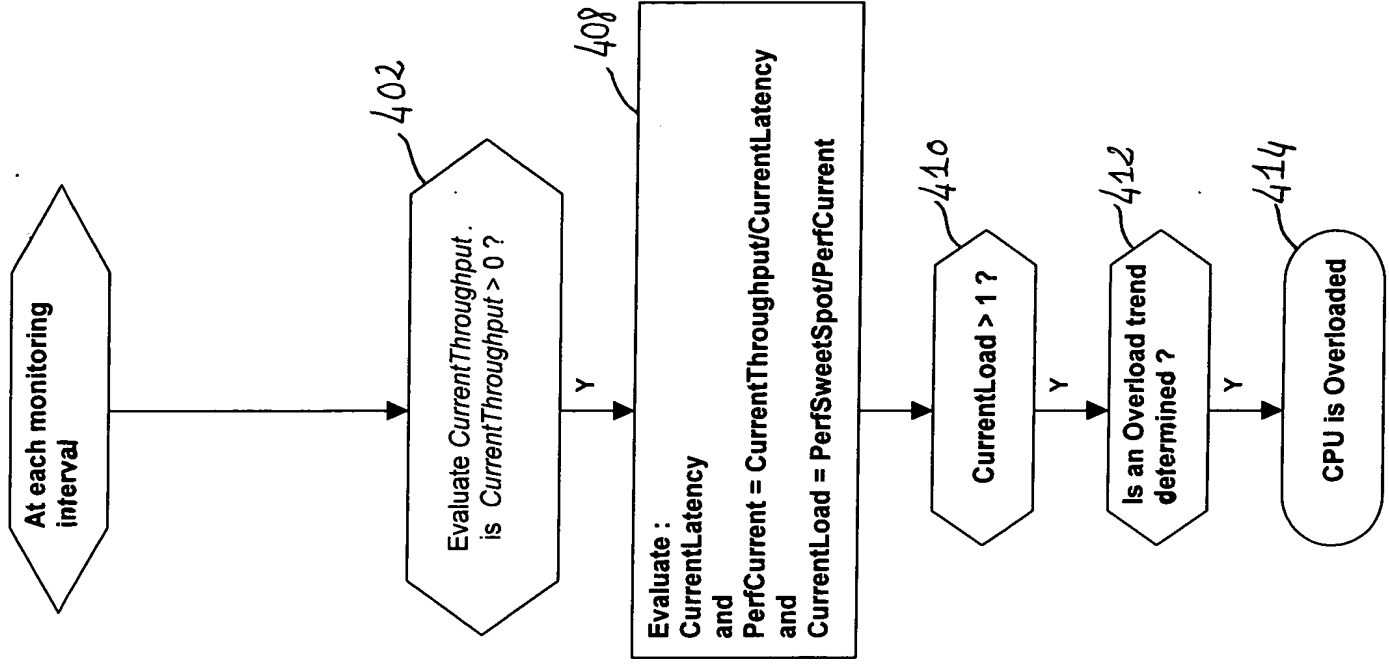 At each monitoring
interval
402
Evaluate CurrentThroughput.
is CurrentThroughput > 0 ?
Y
408
Evaluate :
CurrentLatency
and
PerfCurrent = CurrentThroughput/CurrentLatency
and
CurrentLoad = PerfSweetSpot/PerfCurrent
410
CurrentLoad > 1 ?
Y
412
Is an Overload trend
determined ?
Y
414
CPU is Overloaded